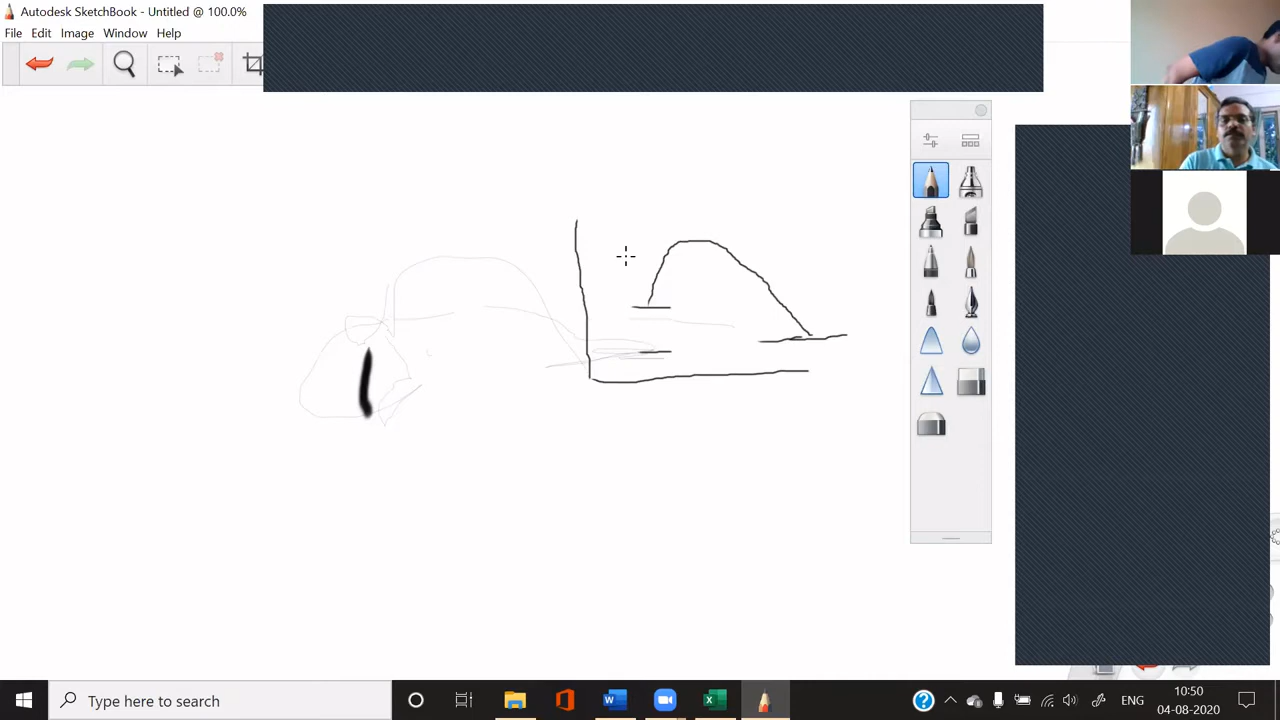 Autodesk SketchBook - Untitled @ 100.0%
File Edit Image Window Help
Type here to search
ENG
10:50
04-08-2020